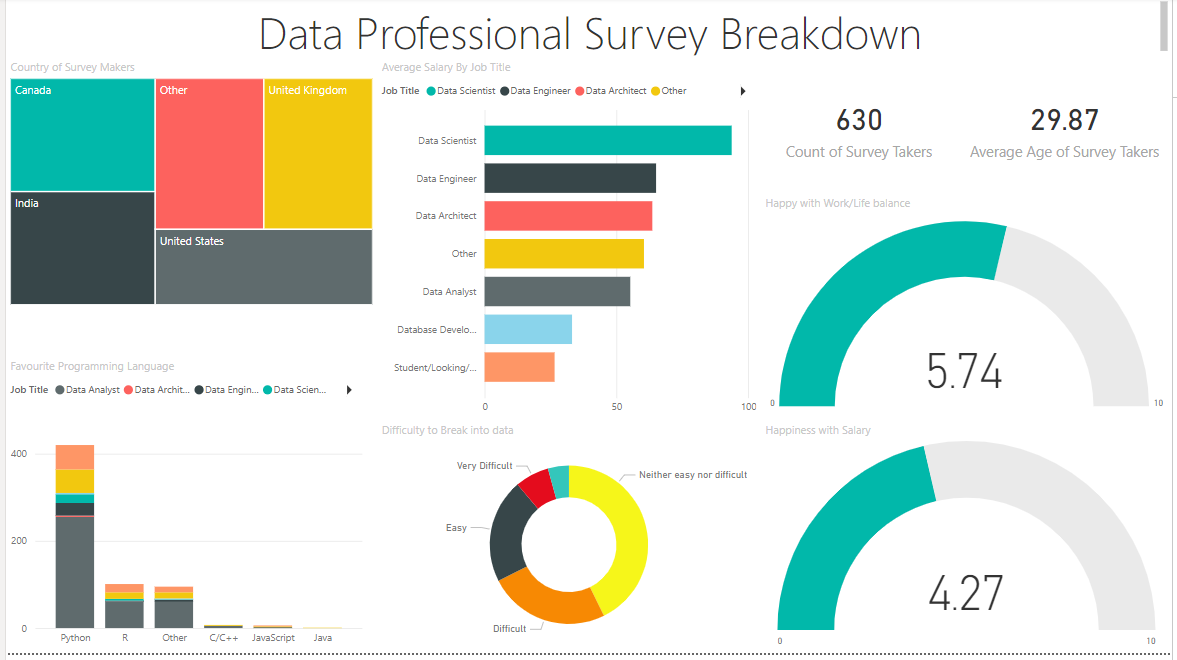 Data Professional Survey Breakdown
Country of Survey Makers
Canada
Other
United Kingdom
India
United States
Average Salary By Job Title
Job Title Data Scientist Data Engineer Data Architect Other
Data Scientist
Data Engineer
Data Architect
Other
Data Analyst
Database Develo...
Student/Looking/...
0 50 100
630
Count of Survey Takers
29.87
Average Age of Survey Takers
Happy with Work/Life balance
5.74
0 10
Favourite Programming Language
Job Title Data Analyst Data Archit... Data Engin... Data Scien...
400
200
0
Python R Other C/C++ JavaScript Java
Difficulty to Break into data
Very Difficult
Neither easy nor difficult
Easy
Difficult
Happiness with Salary
4.27
0 10